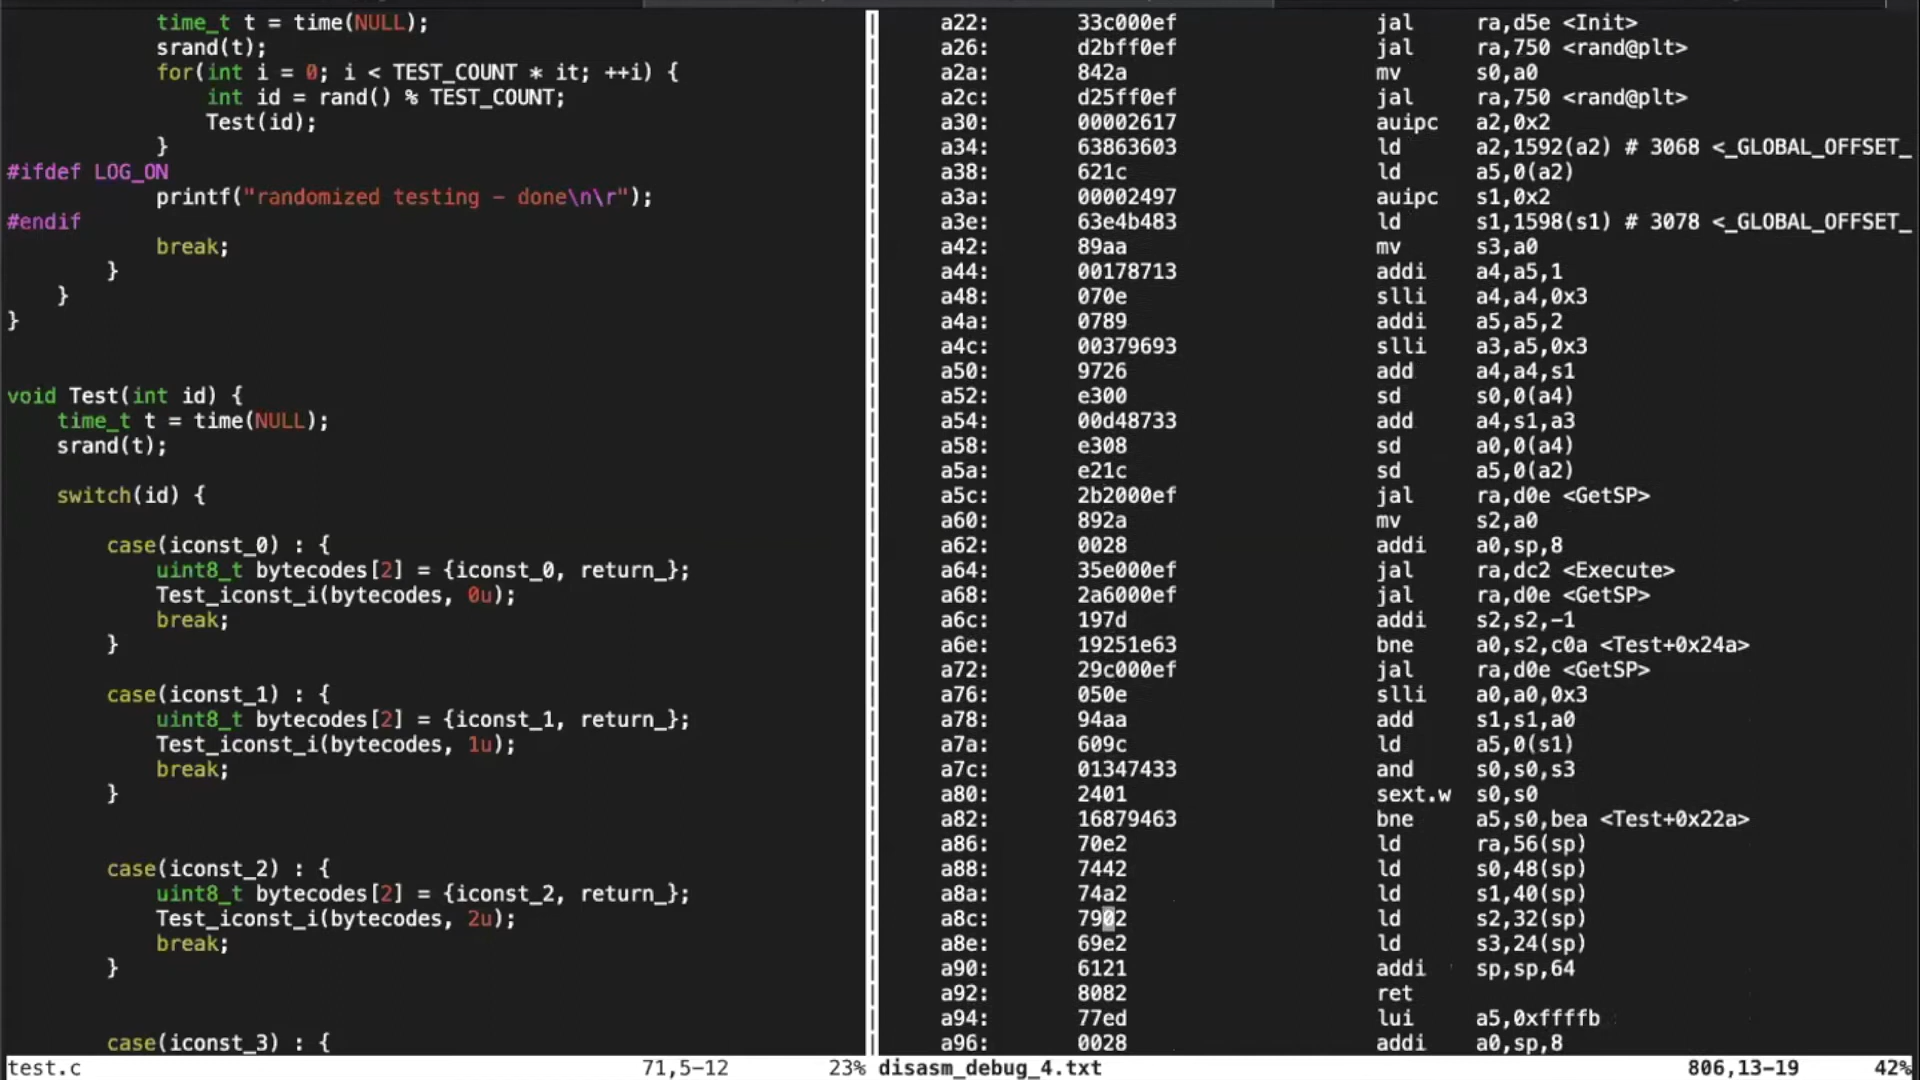 time_t t = time(NULL);
srand(t);
for(int i = 0; i < TEST_COUNT * it; ++i) {
int id = rand() % TEST_COUNT;
Test(id);
}
#ifdef LOG_ON
printf("randomized testing - done\n\r");
#endif
break;
}
}
}
void Test(int id) {
time_t t = time(NULL);
srand(t);
switch(id) {
case(iconst_0) : {
uint8_t bytecodes[2] = {iconst_0, return_};
Test_iconst_i(bytecodes, 0u);
break;
}
case(iconst_1) : {
uint8_t bytecodes[2] = {iconst_1, return_};
Test_iconst_i(bytecodes, 1u);
break;
}
case(iconst_2) : {
uint8_t bytecodes[2] = {iconst_2, return_};
Test_iconst_i(bytecodes, 2u);
break;
}
case(iconst_3) : {
test.c 71,5-12 23%
a22: 33c000ef jal ra,d5e <Init>
a26: d2bff0ef jal ra,750 <rand@plt>
a2a: 842a mv s0,a0
a2c: d25ff0ef jal ra,750 <rand@plt>
a30: 00002617 auipc a2,0x2
a34: 63863603 ld a2,1592(a2) # 3068 <_GLOBAL_OFFSET_
a38: 621c ld a5,0(a2)
a3a: 00002497 auipc s1,0x2
a3e: 63e4b483 ld s1,1598(s1) # 3078 <_GLOBAL_OFFSET_
a42: 89aa mv s3,a0
a44: 00178713 addi a4,a5,1
a48: 070e slli a4,a4,0x3
a4a: 0789 addi a5,a5,2
a4c: 00379693 slli a3,a5,0x3
a50: 9726 add a4,a4,s1
a52: e300 sd s0,0(a4)
a54: 00d48733 add a4,s1,a3
a58: e308 sd a0,0(a4)
a5a: e21c sd a5,0(a2)
a5c: 2b2000ef jal ra,d0e <GetSP>
a60: 892a mv s2,a0
a62: 0028 addi a0,sp,8
a64: 35e000ef jal ra,dc2 <Execute>
a68: 2a6000ef jal ra,d0e <GetSP>
a6c: 197d addi s2,s2,-1
a6e: 19251e63 bne a0,s2,c0a <Test+0x24a>
a72: 29c000ef jal ra,d0e <GetSP>
a76: 050e slli a0,a0,0x3
a78: 94aa add s1,s1,a0
a7a: 609c ld a5,0(s1)
a7c: 01347433 and s0,s0,s3
a80: 2401 sext.w s0,s0
a82: 16879463 bne a5,s0,bea <Test+0x22a>
a86: 70e2 ld ra,56(sp)
a88: 7442 ld s0,48(sp)
a8a: 74a2 ld s1,40(sp)
a8c: 7902 ld s2,32(sp)
a8e: 69e2 ld s3,24(sp)
a90: 6121 addi sp,sp,64
a92: 8082 ret
a94: 77ed lui a5,0xffffb
a96: 0028 addi a0,sp,8
disasm_debug_4.txt 806,13-19 42%